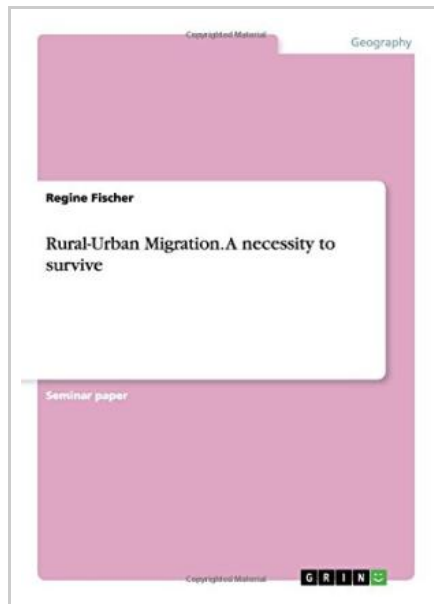 Copyrighted Material
Geography
Regine Fischer
Rural-Urban Migration. A necessity to
survive
Seminar paper
Copyrighted Material
GRIN